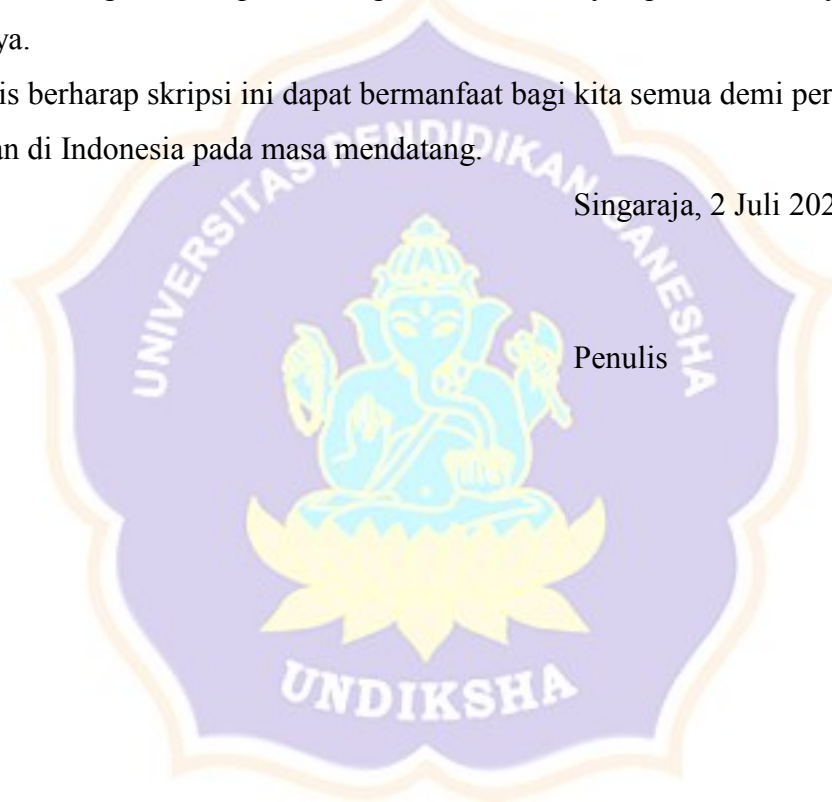 ya.
is berharap skripsi ini dapat bermanfaat bagi kita semua demi per
an di Indonesia pada masa mendatang.
Singaraja, 2 Juli 202
Penulis
UNIVERSITAS PENDIDIKAN GANESHA
UNDIKSHA